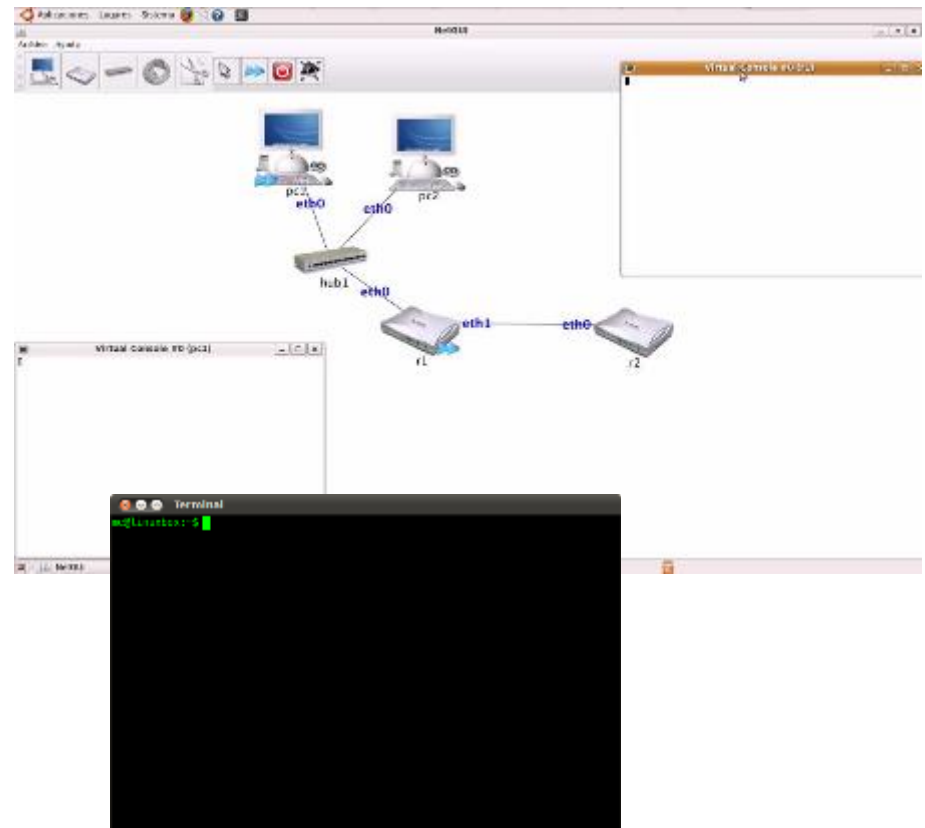 Aplicaciones Lugares Sistema
NetGUI
Archivo Ayuda
Virtual Console #0 (r1)
pc2
eth0
eth0
hub1
eth0
eth1
eth0
r1
r2
Virtual Console #0 (pc1)
Terminal
NetGUI